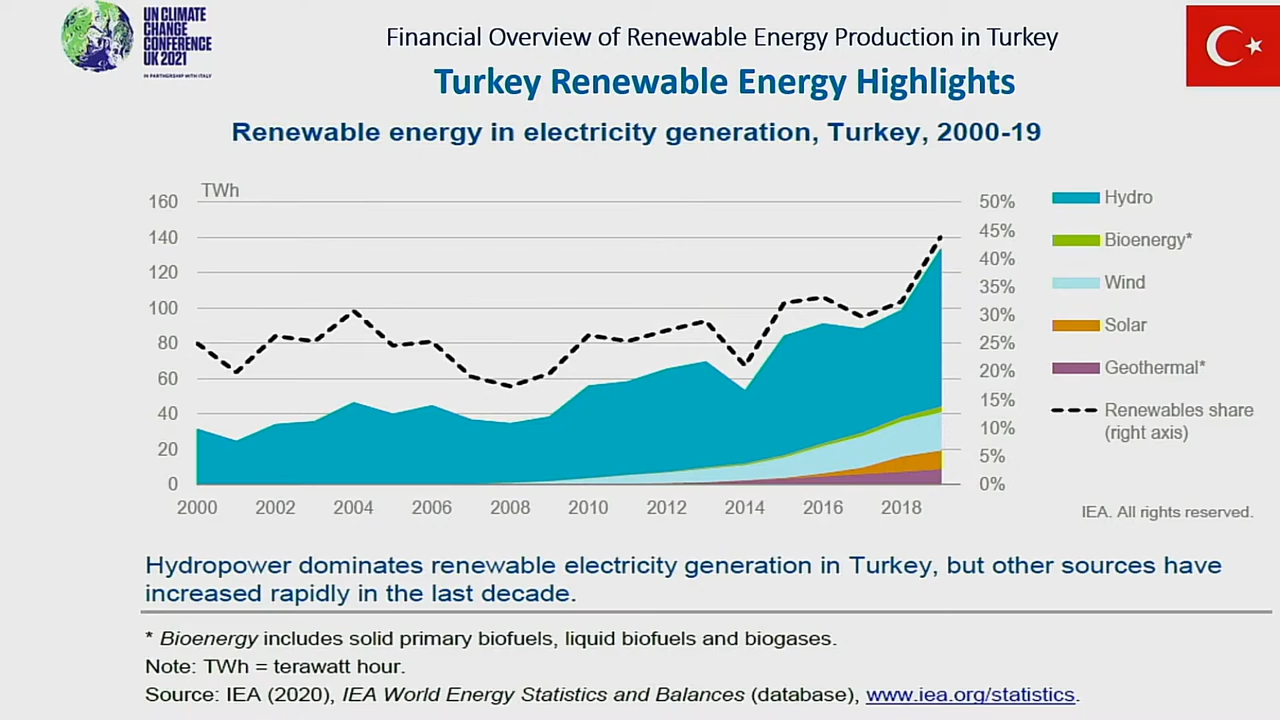 UN CLIMATE
CHANGE
CONFERENCE
UK 2021
IN PARTNERSHIP WITH ITALY
Financial Overview of Renewable Energy Production in Turkey
Turkey Renewable Energy Highlights
Renewable energy in electricity generation, Turkey, 2000-19
TWh
160
140
120
100
80
60
40
20
0
50%
45%
40%
35%
30%
25%
20%
15%
10%
5%
0%
2000 2002 2004 2006 2008 2010 2012 2014 2016 2018
Hydro
Bioenergy*
Wind
Solar
Geothermal*
Renewables share
(right axis)
IEA. All rights reserved.
Hydropower dominates renewable electricity generation in Turkey, but other sources have
increased rapidly in the last decade.
* Bioenergy includes solid primary biofuels, liquid biofuels and biogases.
Note: TWh = terawatt hour.
Source: IEA (2020), IEA World Energy Statistics and Balances (database), www.iea.org/statistics.